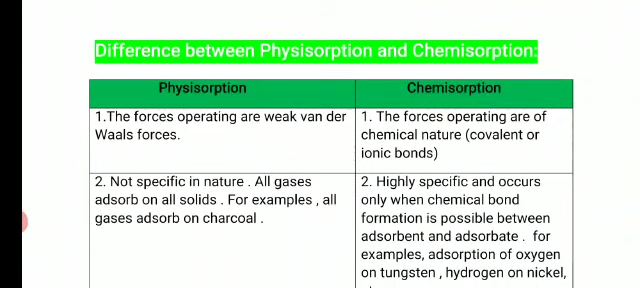 Difference between Physisorption and Chemisorption:
Physisorption
Chemisorption
1.The forces operating are weak van der
Waals forces.
1. The forces operating are of
chemical nature (covalent or
ionic bonds)
2. Not specific in nature . All gases
adsorb on all solids . For examples , all
gases adsorb on charcoal .
2. Highly specific and occurs
only when chemical bond
formation is possible between
adsorbent and adsorbate . for
examples, adsorption of oxygen
on tungsten , hydrogen on nickel,